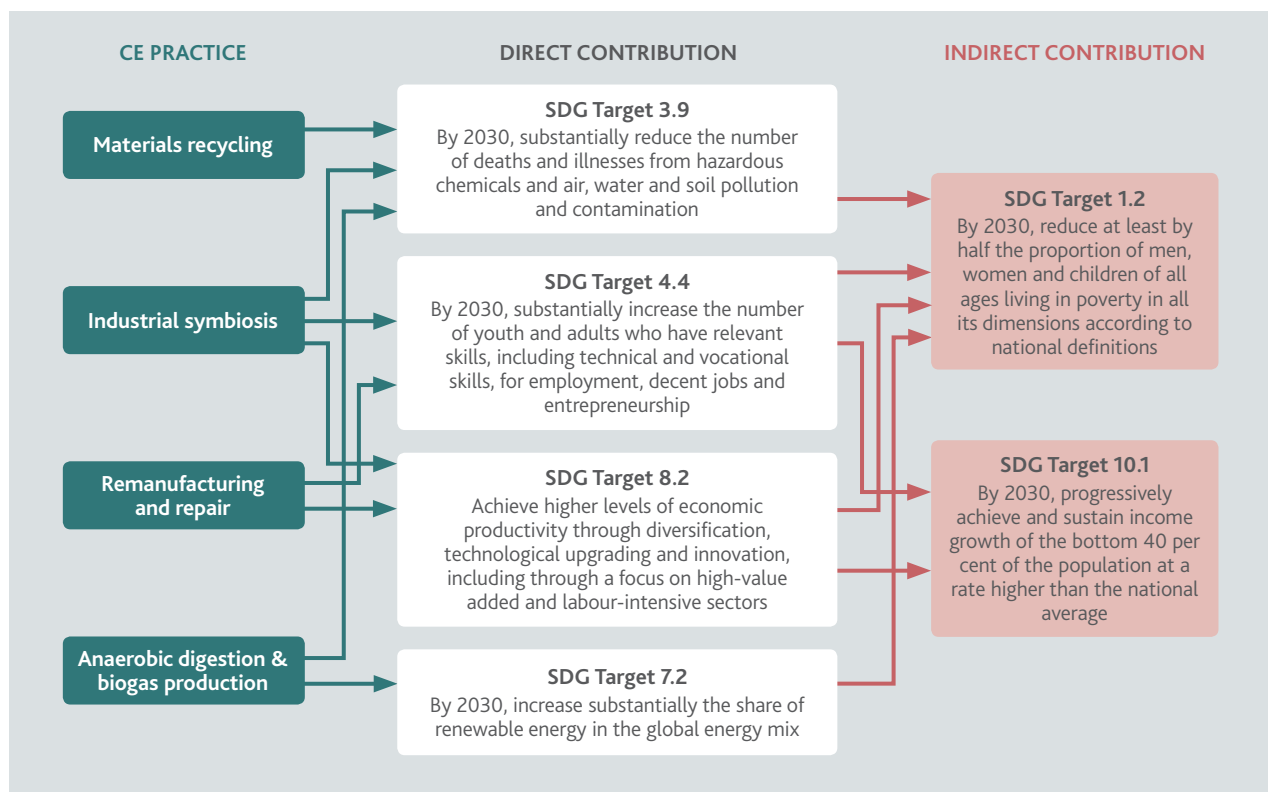 CE PRACTICE
DIRECT CONTRIBUTION
INDIRECT CONTRIBUTION
Materials recycling
Industrial symbiosis
Remanufacturing
and repair
Anaerobic digestion &
biogas production
SDG Target 3.9
By 2030, substantially reduce the number
of deaths and illnesses from hazardous
chemicals and air, water and soil pollution
and contamination
SDG Target 4.4
By 2030, substantially increase the number
of youth and adults who have relevant
skills, including technical and vocational
skills, for employment, decent jobs and
entrepreneurship
SDG Target 8.2
Achieve higher levels of economic
productivity through diversification,
technological upgrading and innovation,
including through a focus on high-value
added and labour-intensive sectors
SDG Target 7.2
By 2030, increase substantially the share of
renewable energy in the global energy mix
SDG Target 1.2
By 2030, reduce at least by
half the proportion of men,
women and children of all
ages living in poverty in all
its dimensions according to
national definitions
SDG Target 10.1
By 2030, progressively
achieve and sustain income
growth of the bottom 40 per
cent of the population at a
rate higher than the national
average